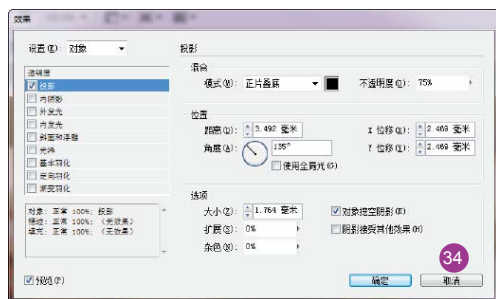 效果
设置(E): 对象
透明度
投影
内阴影
外发光
内发光
斜面和浮雕
光泽
基本羽化
定向羽化
渐变羽化
对象: 正常 100%; 投影
描边: 正常 100%; (无效果)
填充: 正常 100%; (无效果)
预览(P)
投影
混合
模式(M): 正片叠底
不透明度(O): 75%
位置
距离(D): 3.492 毫米
X 位移(X): 2.469 毫米
角度(A): 135°
Y 位移(Y): 2.469 毫米
使用全局光(G)
选项
大小(Z): 1.764 毫米
对象挖空阴影(K)
扩展(S): 0%
阴影接受其他效果(H)
杂色(N): 0%
34
确定
取消